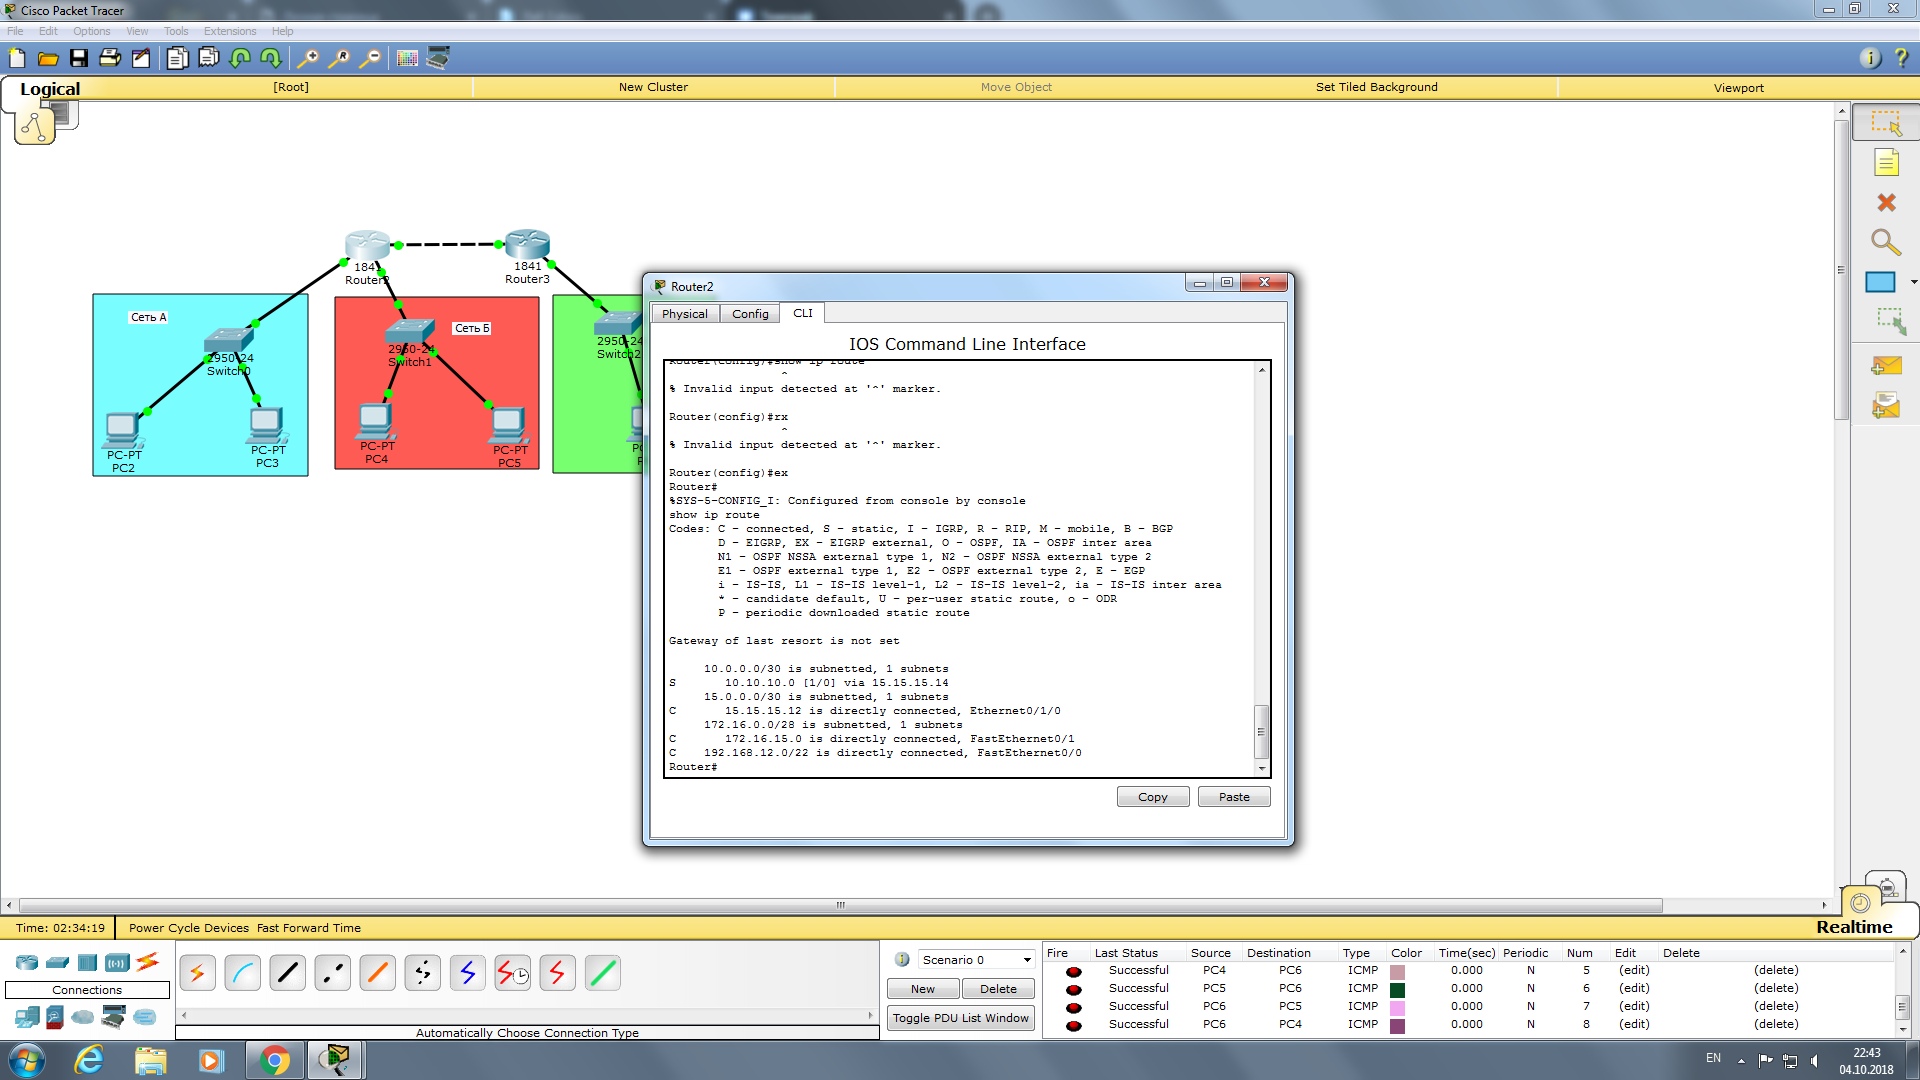 Cisco Packet Tracer
File Edit Options View Tools Extensions Help
Logical
[Root]
New Cluster
Move Object
Set Tiled Background
Viewport
1841
Router2
1841
Router3
Сеть А
2950-24
Switch0
PC-PT
PC2
PC-PT
PC3
Сеть Б
2950-24
Switch1
PC-PT
PC4
PC-PT
PC5
2950-24
Switch2
Router2
Physical Config CLI
IOS Command Line Interface
Router(config)#show ip route
^
% Invalid input detected at '^' marker.
Router(config)#rx
^
% Invalid input detected at '^' marker.
Router(config)#ex
Router#
%SYS-5-CONFIG_I: Configured from console by console
show ip route
Codes: C - connected, S - static, I - IGRP, R - RIP, M - mobile, B - BGP
D - EIGRP, EX - EIGRP external, O - OSPF, IA - OSPF inter area
N1 - OSPF NSSA external type 1, N2 - OSPF NSSA external type 2
E1 - OSPF external type 1, E2 - OSPF external type 2, E - EGP
i - IS-IS, L1 - IS-IS level-1, L2 - IS-IS level-2, ia - IS-IS inter area
* - candidate default, U - per-user static route, o - ODR
P - periodic downloaded static route
Gateway of last resort is not set
10.0.0.0/30 is subnetted, 1 subnets
S 10.10.10.0 [1/0] via 15.15.15.14
15.0.0.0/30 is subnetted, 1 subnets
C 15.15.15.12 is directly connected, Ethernet0/1/0
172.16.0.0/28 is subnetted, 1 subnets
C 172.16.15.0 is directly connected, FastEthernet0/1
C 192.168.12.0/22 is directly connected, FastEthernet0/0
Router#
Copy Paste
Time: 02:34:19 Power Cycle Devices Fast Forward Time
Realtime
Connections
Automatically Choose Connection Type
Scenario 0
New Delete
Toggle PDU List Window
Fire Last Status Source Destination Type Color Time(sec) Periodic Num Edit Delete
Successful PC4 PC6 ICMP 0.000 N 5 (edit) (delete)
Successful PC5 PC6 ICMP 0.000 N 6 (edit) (delete)
Successful PC6 PC5 ICMP 0.000 N 7 (edit) (delete)
Successful PC6 PC4 ICMP 0.000 N 8 (edit) (delete)
EN
22:43
04.10.2018